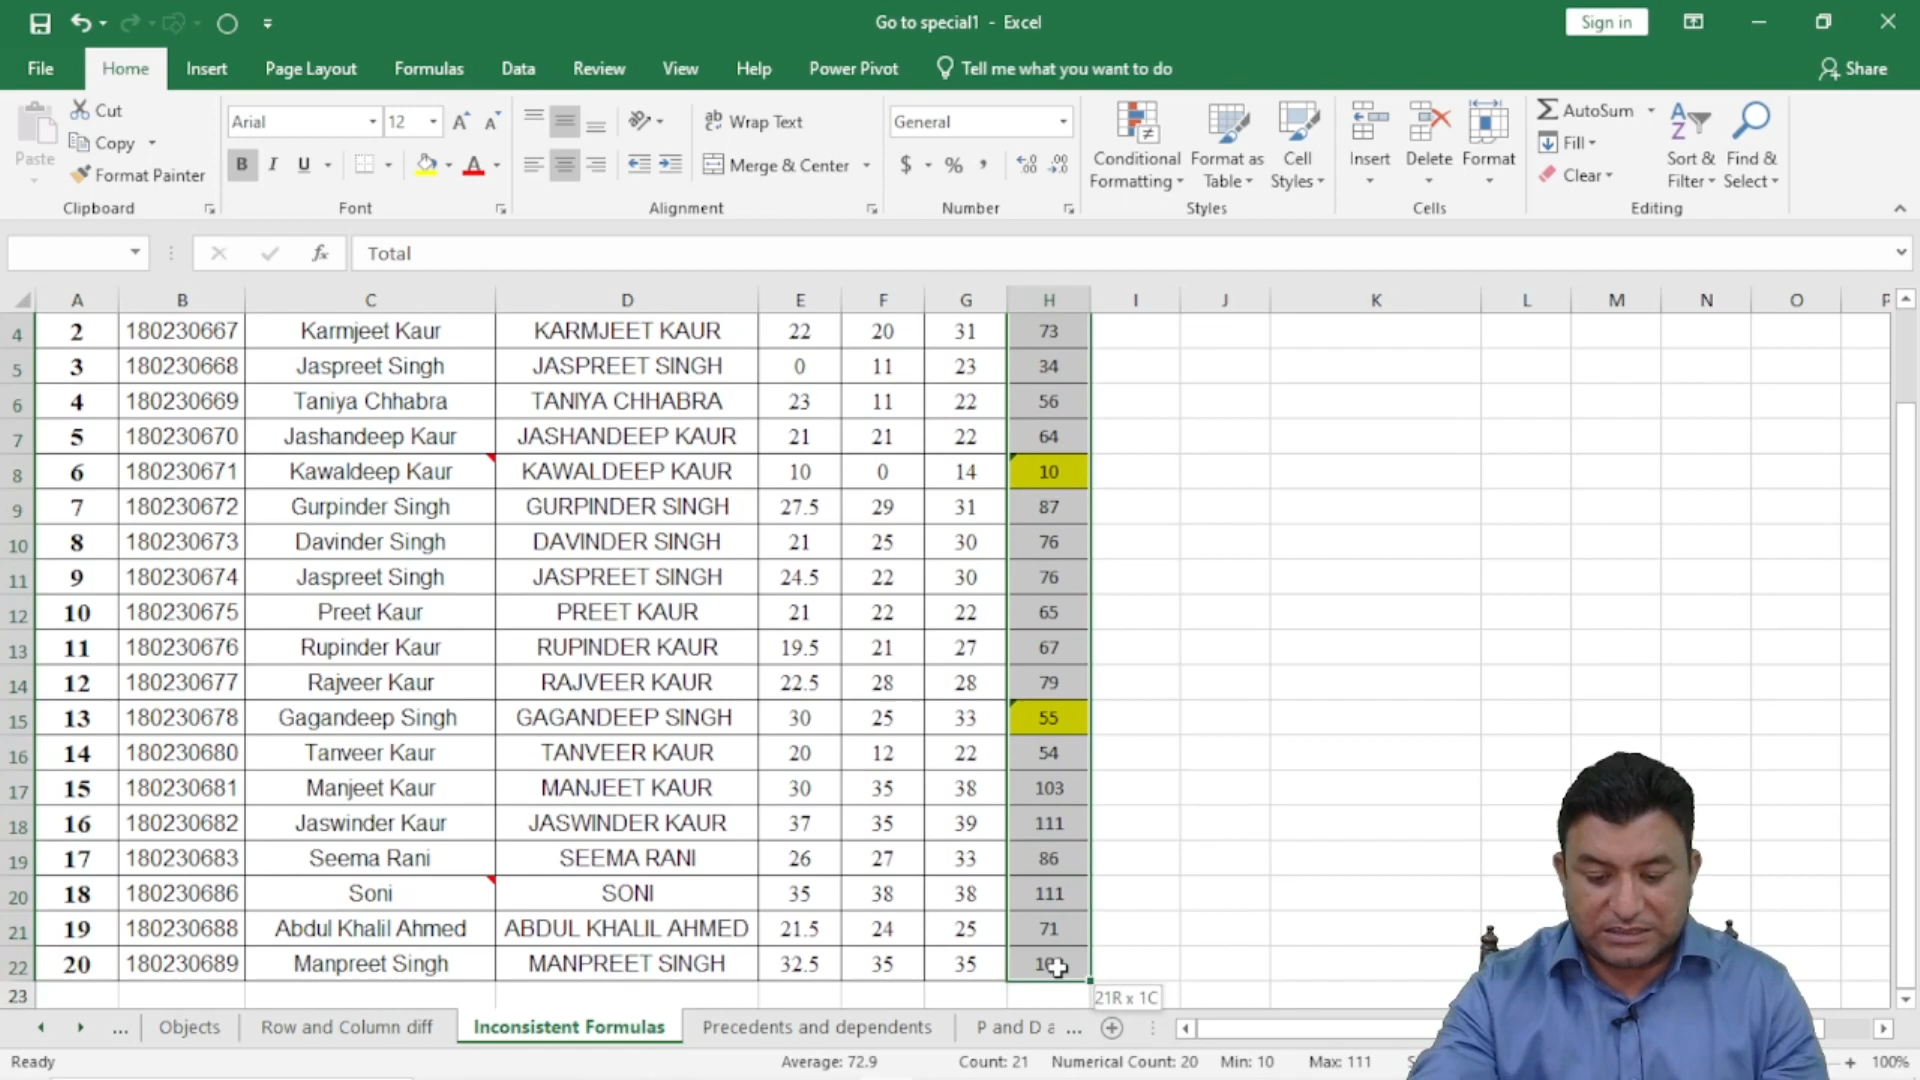 Go to special1 - Excel
Sign in
File Home Insert Page Layout Formulas Data Review View Help Power Pivot Tell me what you want to do Share
Paste Cut Copy Format Painter Clipboard
Arial 12 B I U A Font
Wrap Text Merge & Center Alignment
General $ % Number
Conditional Formatting Format as Table Cell Styles Styles
Insert Delete Format Cells
AutoSum Fill Clear Sort & Filter Find & Select Editing
fx Total
A B C D E F G H I J K L M N O P
4 2 180230667 Karmjeet Kaur KARMJEET KAUR 22 20 31 73
5 3 180230668 Jaspreet Singh JASPREET SINGH 0 11 23 34
6 4 180230669 Taniya Chhabra TANIYA CHHABRA 23 11 22 56
7 5 180230670 Jashandeep Kaur JASHANDEEP KAUR 21 21 22 64
8 6 180230671 Kawaldeep Kaur KAWALDEEP KAUR 10 0 14 10
9 7 180230672 Gurpinder Singh GURPINDER SINGH 27.5 29 31 87
10 8 180230673 Davinder Singh DAVINDER SINGH 21 25 30 76
11 9 180230674 Jaspreet Singh JASPREET SINGH 24.5 22 30 76
12 10 180230675 Preet Kaur PREET KAUR 21 22 22 65
13 11 180230676 Rupinder Kaur RUPINDER KAUR 19.5 21 27 67
14 12 180230677 Rajveer Kaur RAJVEER KAUR 22.5 28 28 79
15 13 180230678 Gagandeep Singh GAGANDEEP SINGH 30 25 33 55
16 14 180230680 Tanveer Kaur TANVEER KAUR 20 12 22 54
17 15 180230681 Manjeet Kaur MANJEET KAUR 30 35 38 103
18 16 180230682 Jaswinder Kaur JASWINDER KAUR 37 35 39 111
19 17 180230683 Seema Rani SEEMA RANI 26 27 33 86
20 18 180230686 Soni SONI 35 38 38 111
21 19 180230688 Abdul Khalil Ahmed ABDUL KHALIL AHMED 21.5 24 25 71
22 20 180230689 Manpreet Singh MANPREET SINGH 32.5 35 35
23
21R x 1C
... Objects Row and Column diff Inconsistent Formulas Precedents and dependents P and D a ...
Ready Average: 72.9 Count: 21 Numerical Count: 20 Min: 10 Max: 111 100%